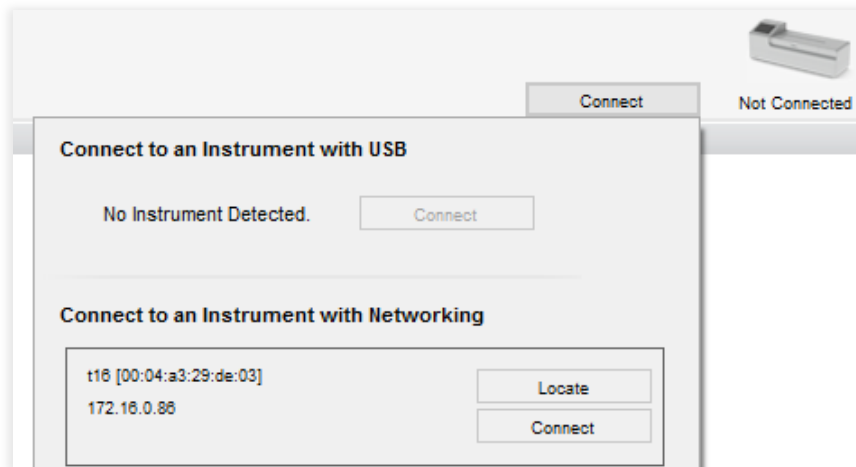 Connect
Not Connected
Connect to an Instrument with USB
No Instrument Detected.
Connect
Connect to an Instrument with Networking
t16 [00:04:a3:29:de:03]
Locate
172.16.0.86
Connect